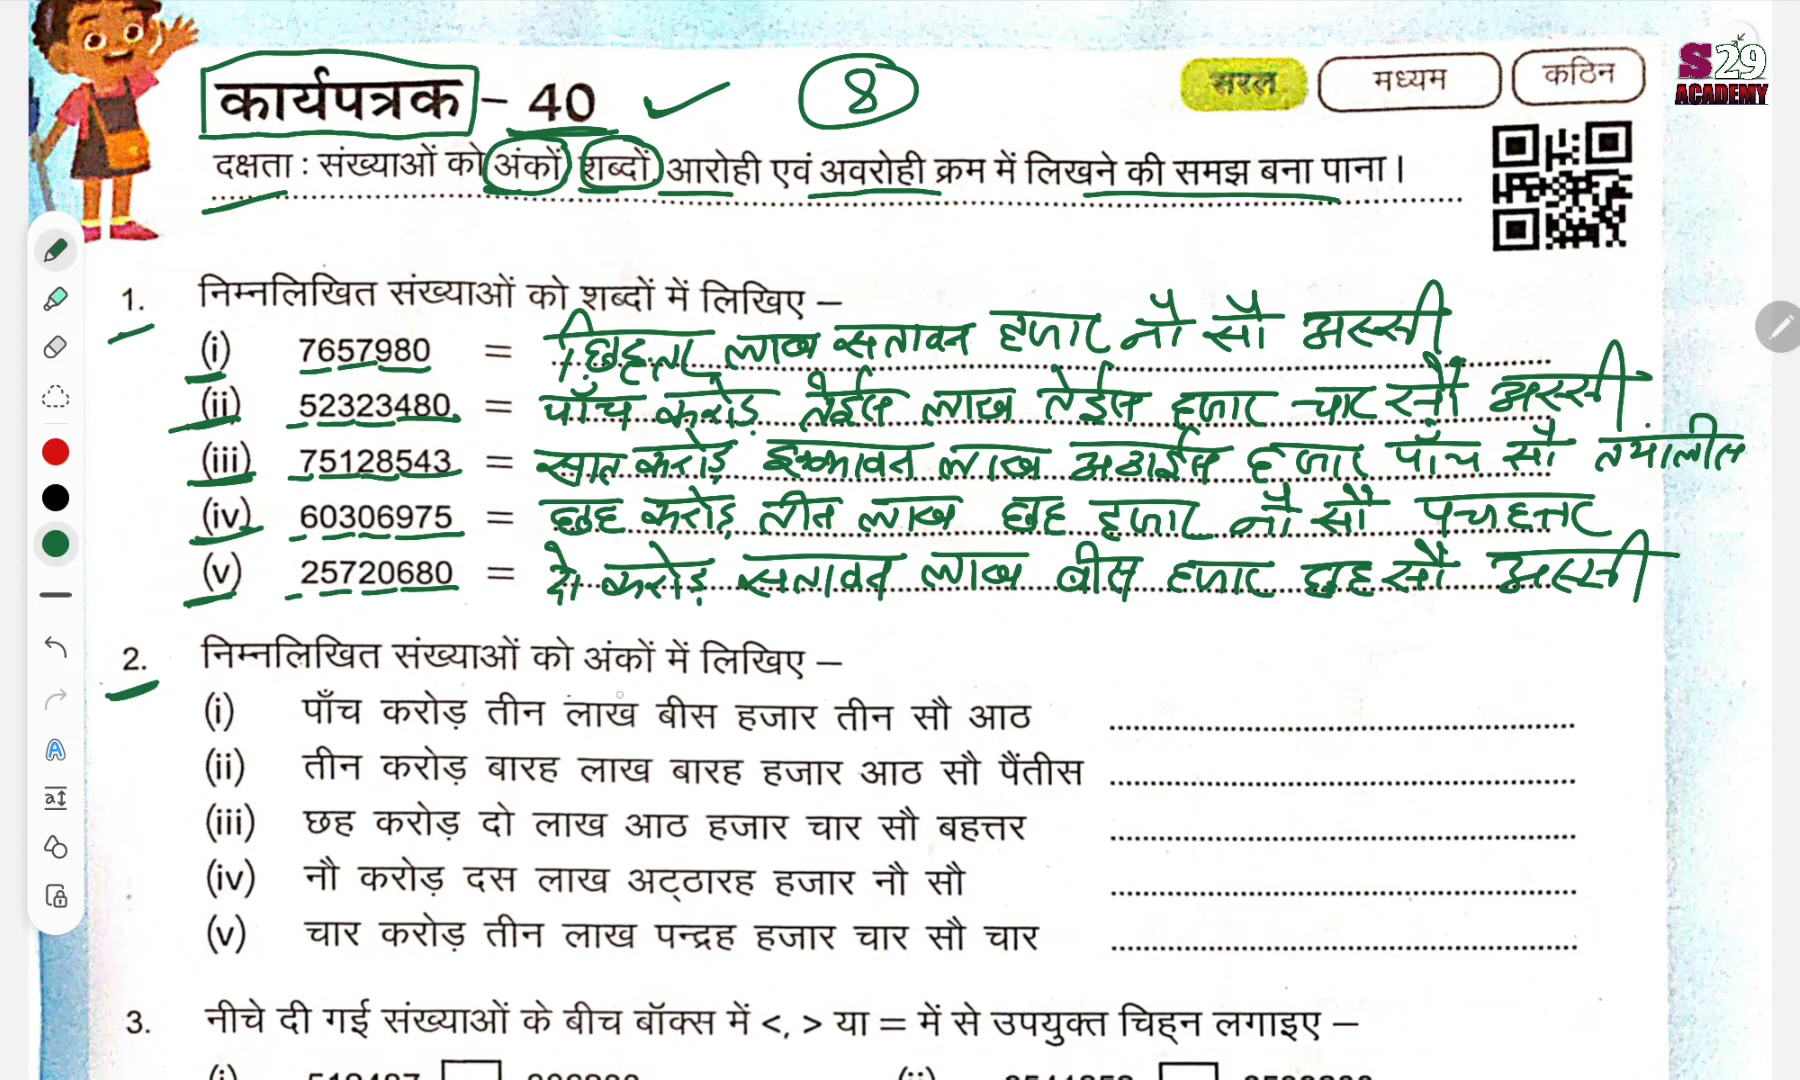 कार्यपत्रक – 40
8
सरल
मध्यम
कठिन
S29
ACADEMY
दक्षता : संख्याओं को अंकों, शब्दों, आरोही एवं अवरोही क्रम में लिखने की समझ बना पाना।
1. निम्नलिखित संख्याओं को शब्दों में लिखिए –
(i) 7657980 = छिहत्तर लाख सतावन हजार नौ सौ अस्सी
(ii) 52323480 = पाँच करोड़ तेईस लाख तेईस हजार चार सौ अस्सी
(iii) 75128543 = सात करोड़ इक्कावन लाख अठाईस हजार पाँच सौ तयांलीस
(iv) 60306975 = छह करोड़ तीन लाख छह हजार नौ सौ पचहत्तर
(v) 25720680 = दो करोड़ सतावन लाख बीस हजार छह सौ अस्सी
2. निम्नलिखित संख्याओं को अंकों में लिखिए –
(i) पाँच करोड़ तीन लाख बीस हजार तीन सौ आठ
(ii) तीन करोड़ बारह लाख बारह हजार आठ सौ पैंतीस
(iii) छह करोड़ दो लाख आठ हजार चार सौ बहत्तर
(iv) नौ करोड़ दस लाख अट्ठारह हजार नौ सौ
(v) चार करोड़ तीन लाख पन्द्रह हजार चार सौ चार
3. नीचे दी गई संख्याओं के बीच बॉक्स में <, > या = में से उपयुक्त चिह्न लगाइए –